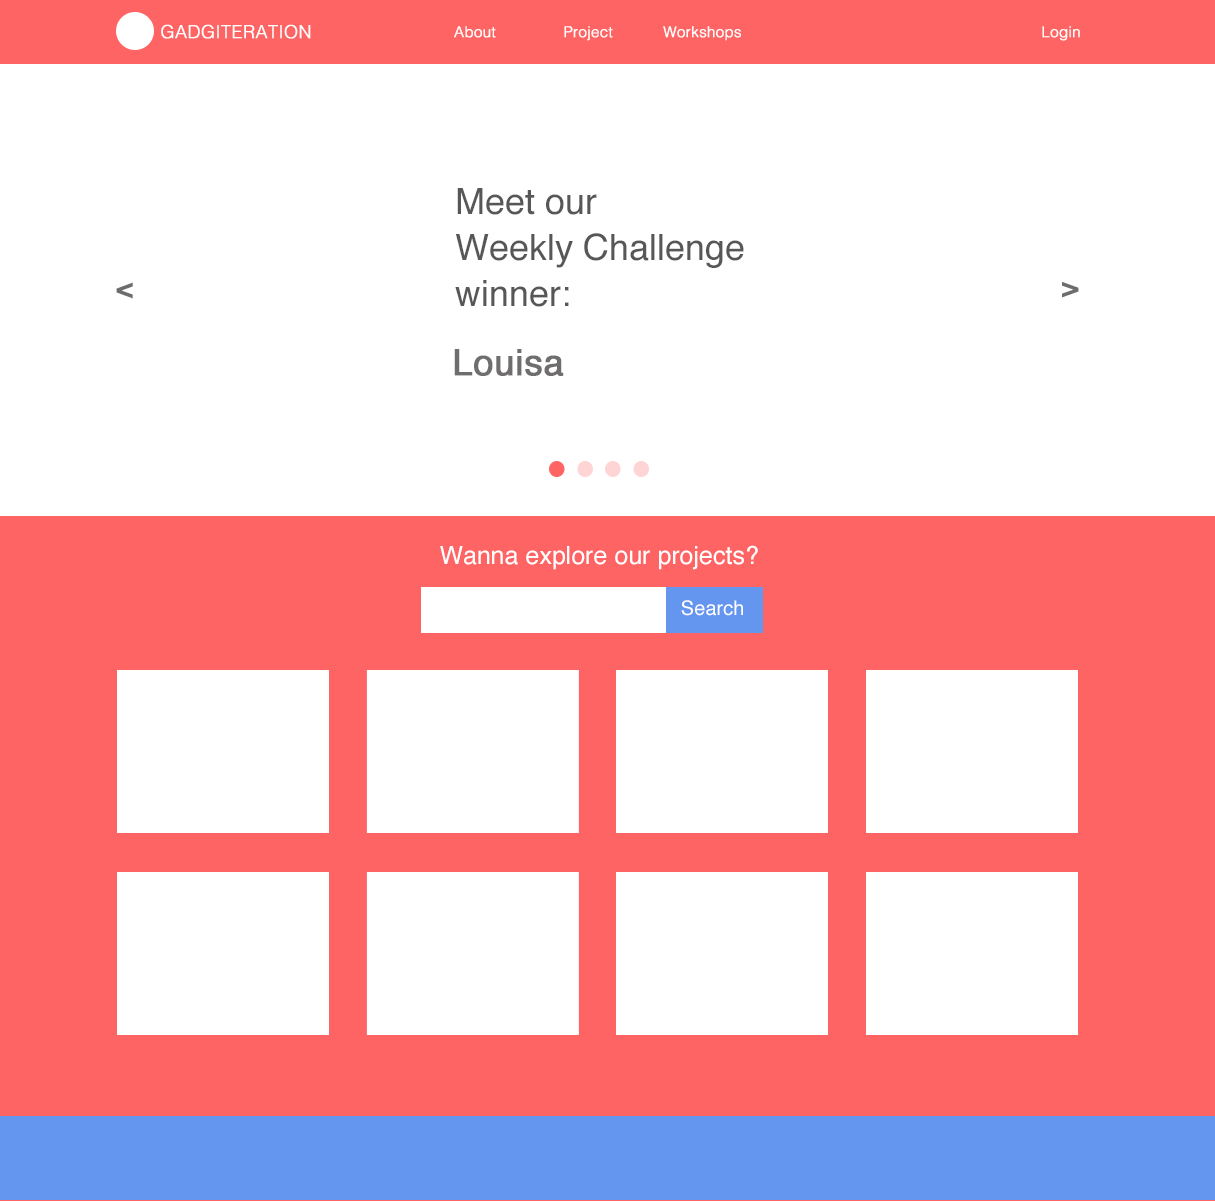 GADGITERATION
About
Project
Workshops
Login
Meet our
Weekly Challenge
winner:
<
>
Louisa
Wanna explore our projects?
Search